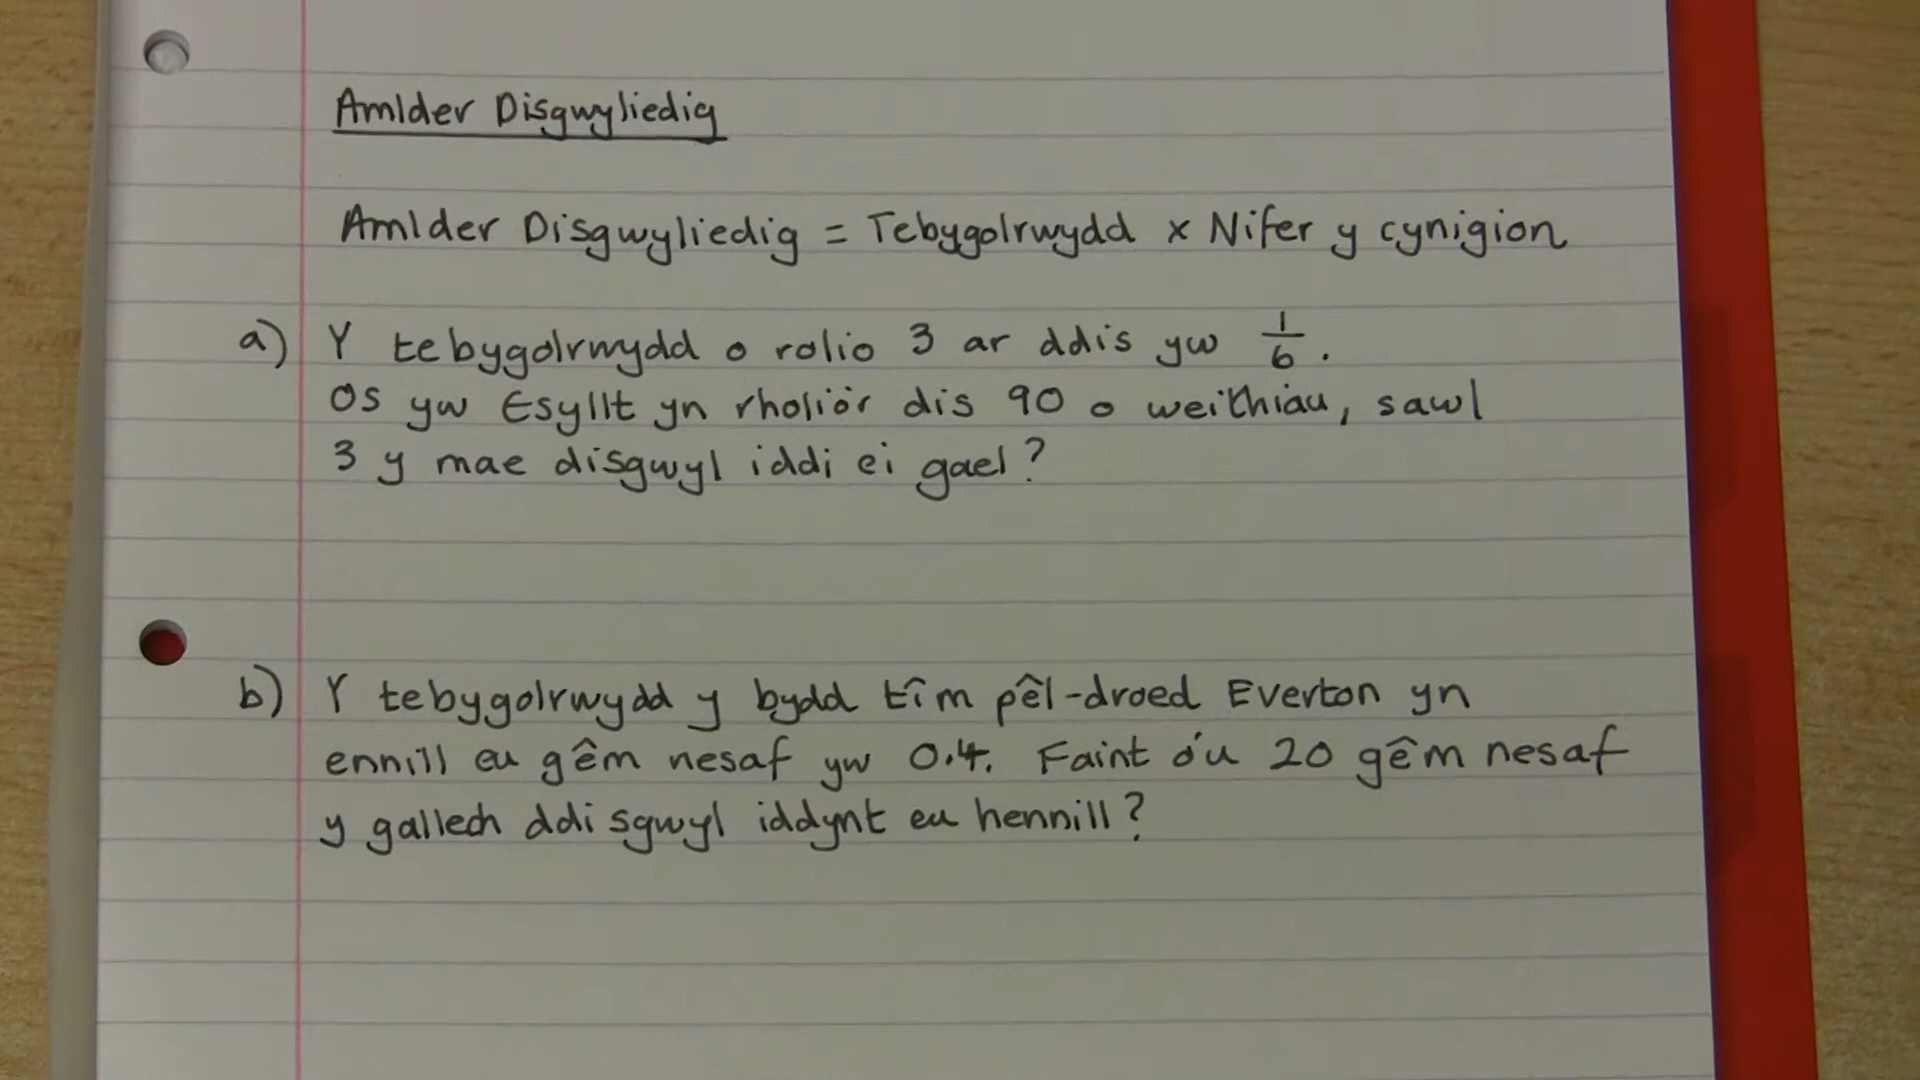 Amlder Disgwyliedig
Amlder Disgwyliedig = Tebygolrwydd x Nifer y cynigion
a) Y tebygolrwydd o rolio 3 ar ddis yw 1/6.
Os yw Esyllt yn rholio'r dis 90 o weithiau, sawl
3 y mae disgwyl iddi ei gael?
b) Y tebygolrwydd y bydd tîm pêl-droed Everton yn
ennill eu gêm nesaf yw 0.4. Faint o'u 20 gêm nesaf
y gallech ddisgwyl iddynt eu hennill?